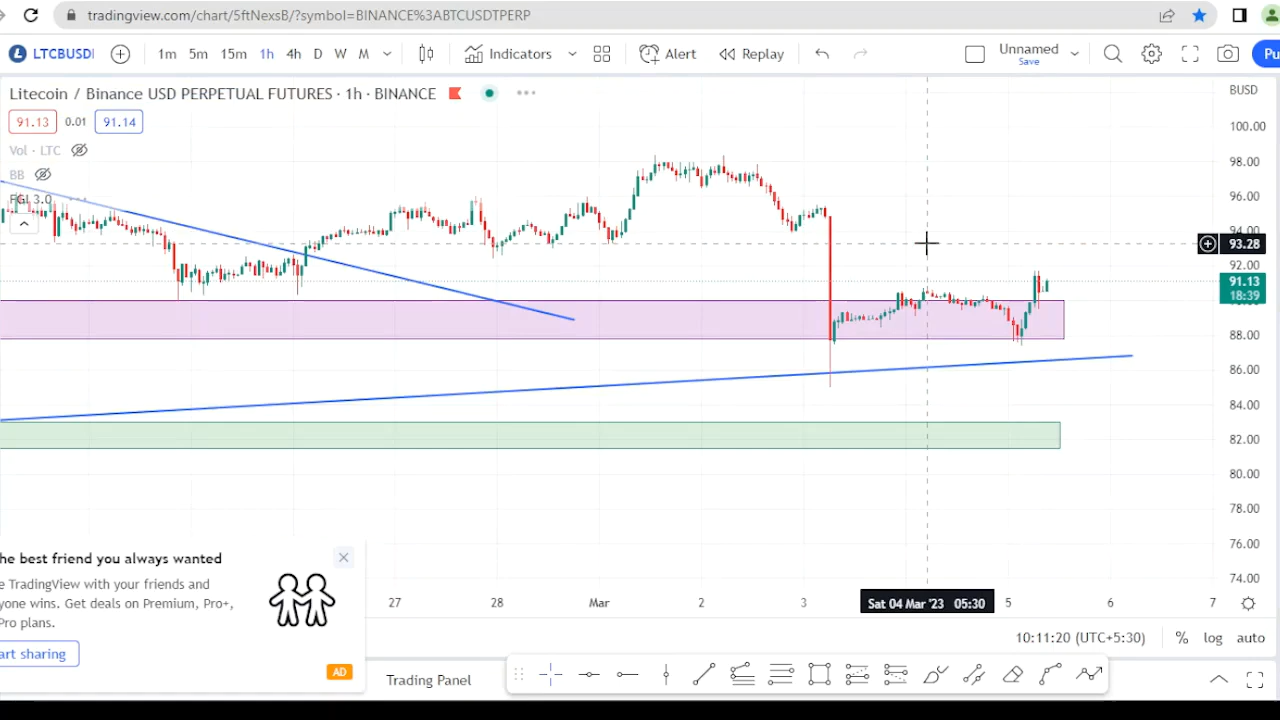 tradingview.com/chart/5ftNexsB/?symbol=BINANCE%3ABTCUSDTPERP
LTCBUSD 1m 5m 15m 1h 4h D W M Indicators Alert Replay Unnamed Save Pu
Litecoin / Binance USD PERPETUAL FUTURES · 1h · BINANCE
BUSD
91.13 0.01 91.14
Vol · LTC
BB
FGI 3.0
100.00
98.00
96.00
94.00
93.28
92.00
91.13
18:39
88.00
86.00
84.00
82.00
80.00
78.00
76.00
74.00
he best friend you always wanted
e TradingView with your friends and
yone wins. Get deals on Premium, Pro+,
Pro plans.
art sharing
AD
27 28 Mar 2 3 Sat 04 Mar '23 05:30 5 6 7
10:11:20 (UTC+5:30) % log auto
Trading Panel